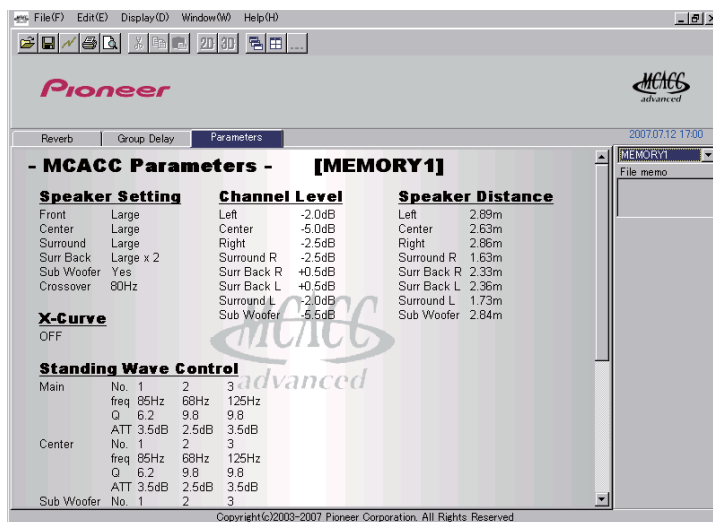 File(F) Edit(E) Display(D) Window(W) Help(H)
2D 3D ...
Pioneer
MCACC
advanced
Reverb Group Delay Parameters
2007.07.12 17:00
- MCACC Parameters - [MEMORY1]
MEMORY1
File memo
Speaker Setting
Front Large
Center Large
Surround Large
Surr Back Large x 2
Sub Woofer Yes
Crossover 80Hz
X-Curve
OFF
Channel Level
Left -2.0dB
Center -5.0dB
Right -2.5dB
Surround R -2.5dB
Surr Back R +0.5dB
Surr Back L +0.5dB
Surround L -2.0dB
Sub Woofer -5.5dB
Speaker Distance
Left 2.89m
Center 2.63m
Right 2.86m
Surround R 1.63m
Surr Back R 2.33m
Surr Back L 2.36m
Surround L 1.73m
Sub Woofer 2.84m
MCACC
advanced
Standing Wave Control
Main No. 1 2 3
freq 85Hz 68Hz 125Hz
Q 6.2 9.8 9.8
ATT 3.5dB 2.5dB 3.5dB
Center No. 1 2 3
freq 85Hz 68Hz 125Hz
Q 6.2 9.8 9.8
ATT 3.5dB 2.5dB 3.5dB
Sub Woofer No. 1 2 3
Copyright(c)2003-2007 Pioneer Corporation. All Rights Reserved